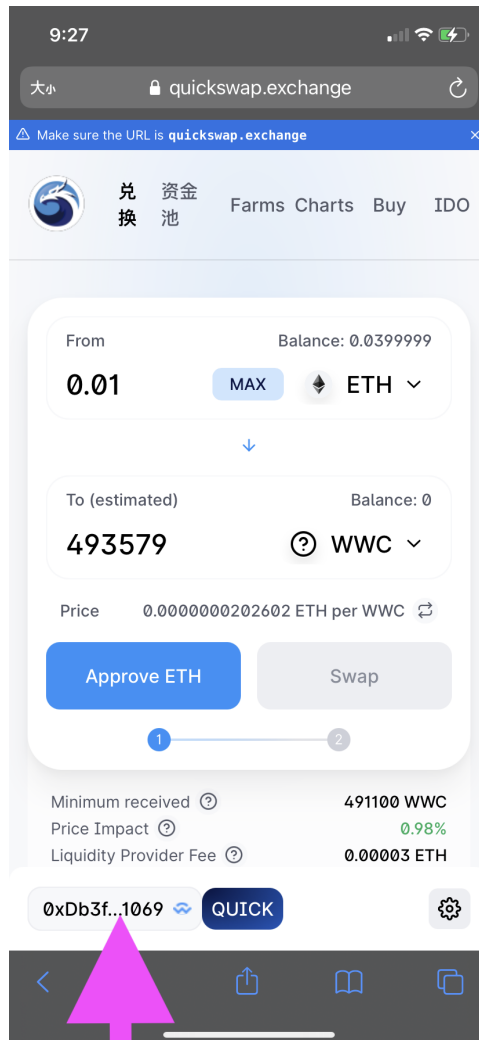 9:27
大小 quickswap.exchange
Make sure the URL is quickswap.exchange ×
兑换 资金池 Farms Charts Buy IDO
From Balance: 0.0399999
0.01 MAX ETH
To (estimated) Balance: 0
493579 WWC
Price 0.0000000202602 ETH per WWC
Approve ETH Swap
1 2
Minimum received 491100 WWC
Price Impact 0.98%
Liquidity Provider Fee 0.00003 ETH
0xDb3f...1069 QUICK